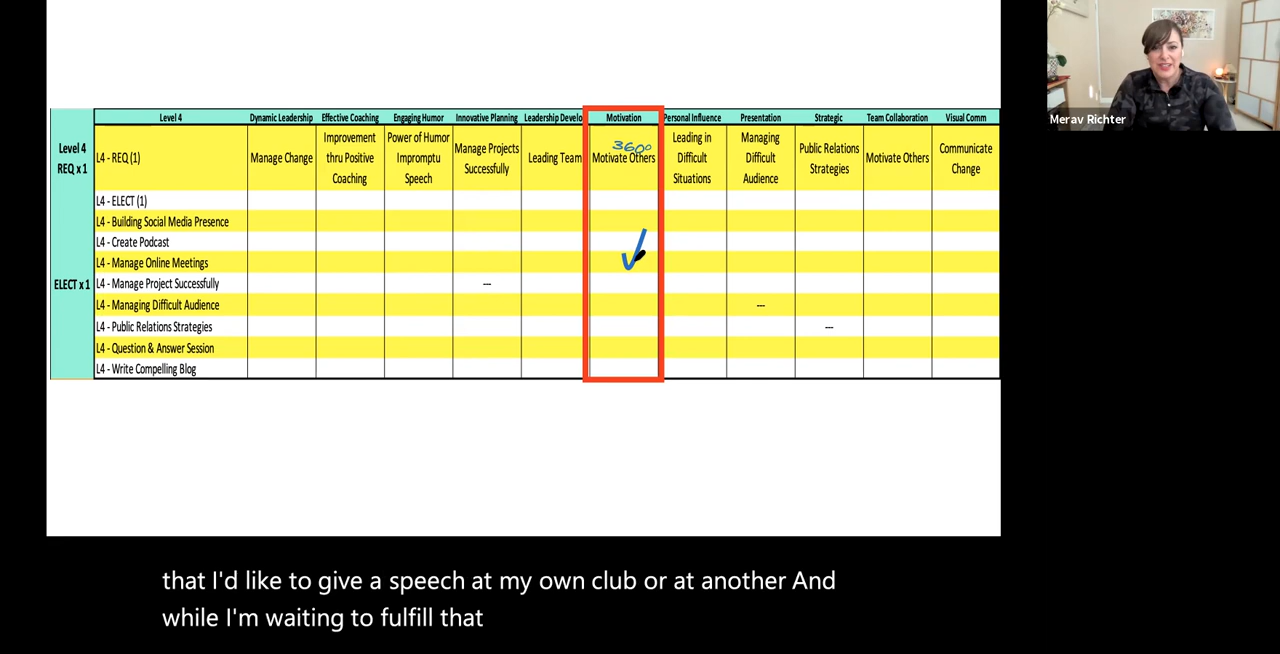 Level 4 Dynamic Leadership Effective Coaching Engaging Humor Innovative Planning Leadership Develo Motivation Personal Influence Presentation Strategic Team Collaboration Visual Comm
Level 4
REQ x 1
L4 - REQ (1)
Manage Change
Improvement
thru Positive
Coaching
Power of Humor
Impromptu
Speech
Manage Projects
Successfully
Leading Team
360°
Motivate Others
Leading in
Difficult
Situations
Managing
Difficult
Audience
Public Relations
Strategies
Motivate Others
Communicate
Change
ELECT x 1
L4 - ELECT (1)
L4 - Building Social Media Presence
L4 - Create Podcast
L4 - Manage Online Meetings
L4 - Manage Project Successfully ---
L4 - Managing Difficult Audience ---
L4 - Public Relations Strategies ---
L4 - Question & Answer Session
L4 - Write Compelling Blog
Merav Richter
that I'd like to give a speech at my own club or at another And
while I'm waiting to fulfill that